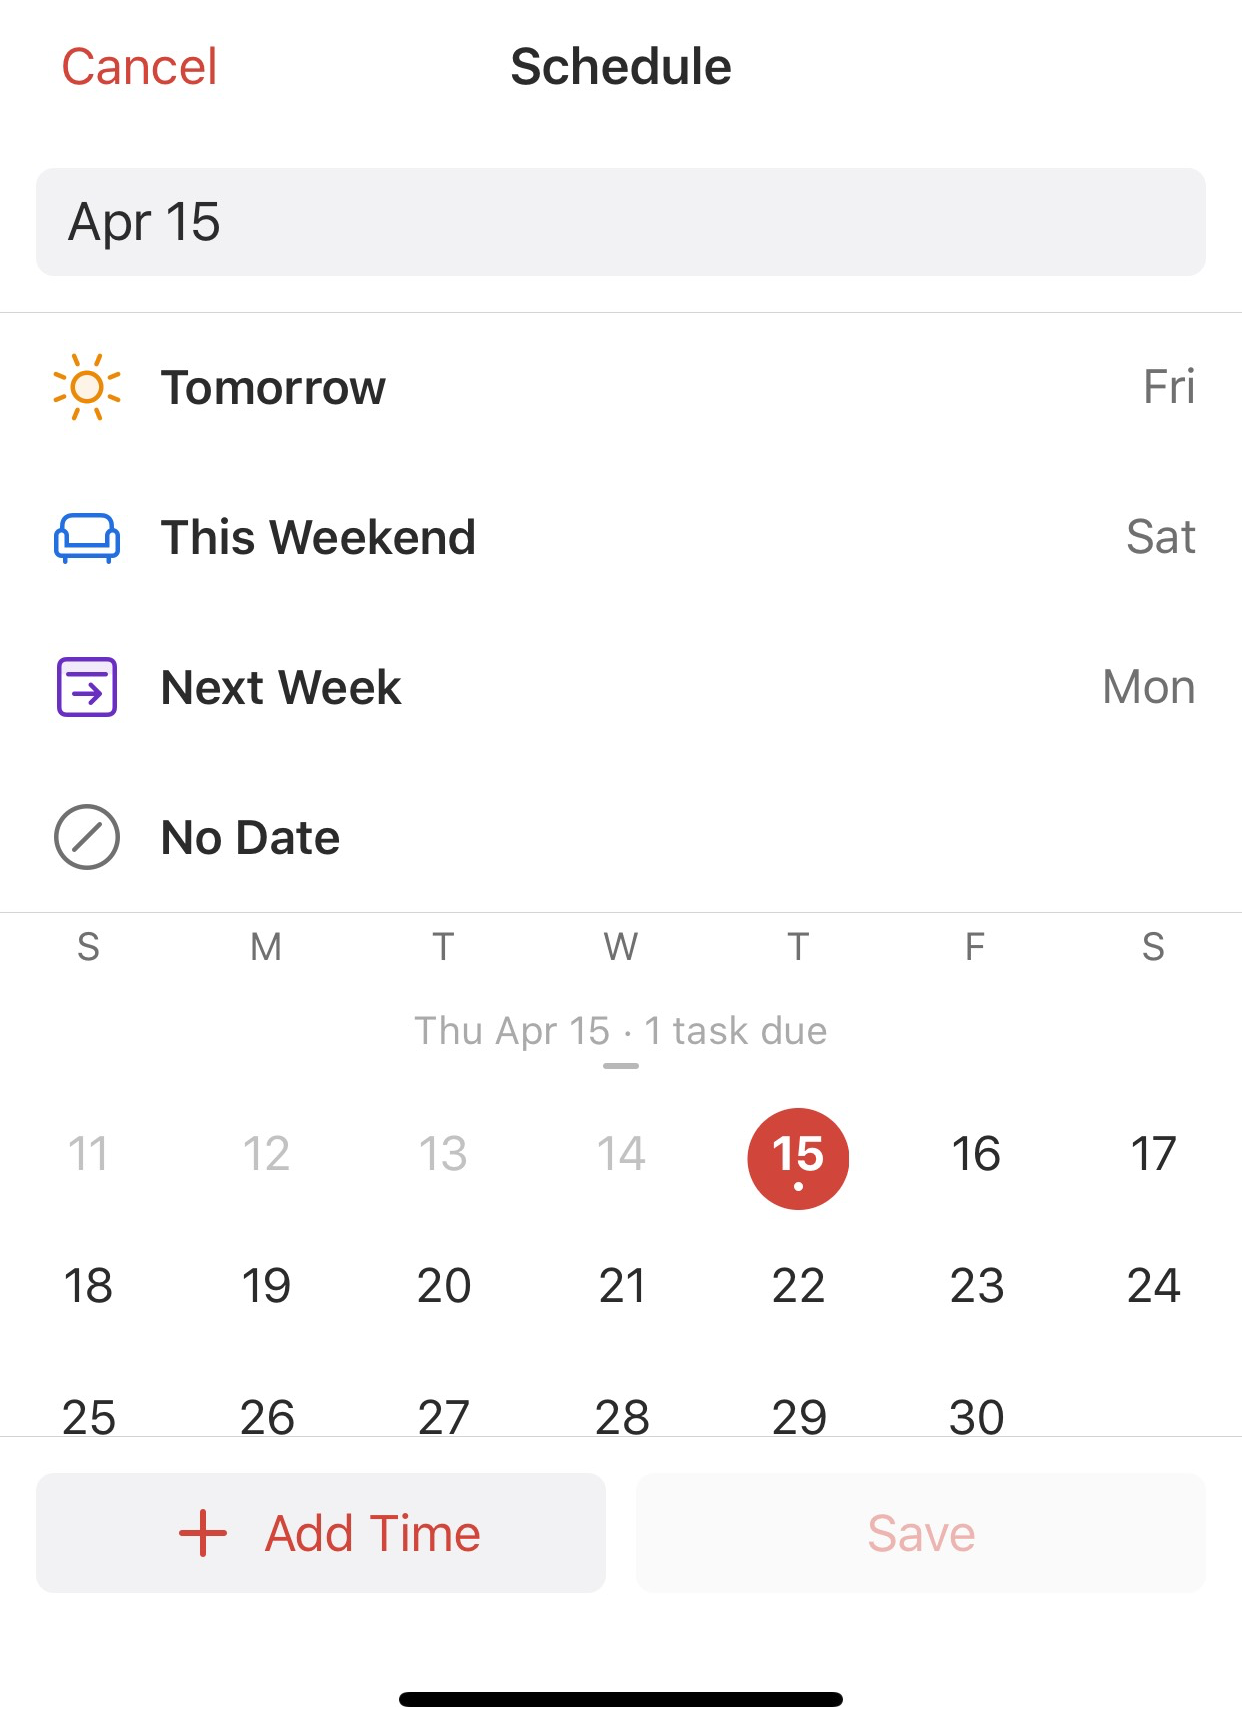 Cancel Schedule
Apr 15
Tomorrow Fri
This Weekend Sat
Next Week Mon
No Date
S M T W T F S
Thu Apr 15 · 1 task due
11 12 13 14 15 16 17
18 19 20 21 22 23 24
25 26 27 28 29 30
Add Time Save